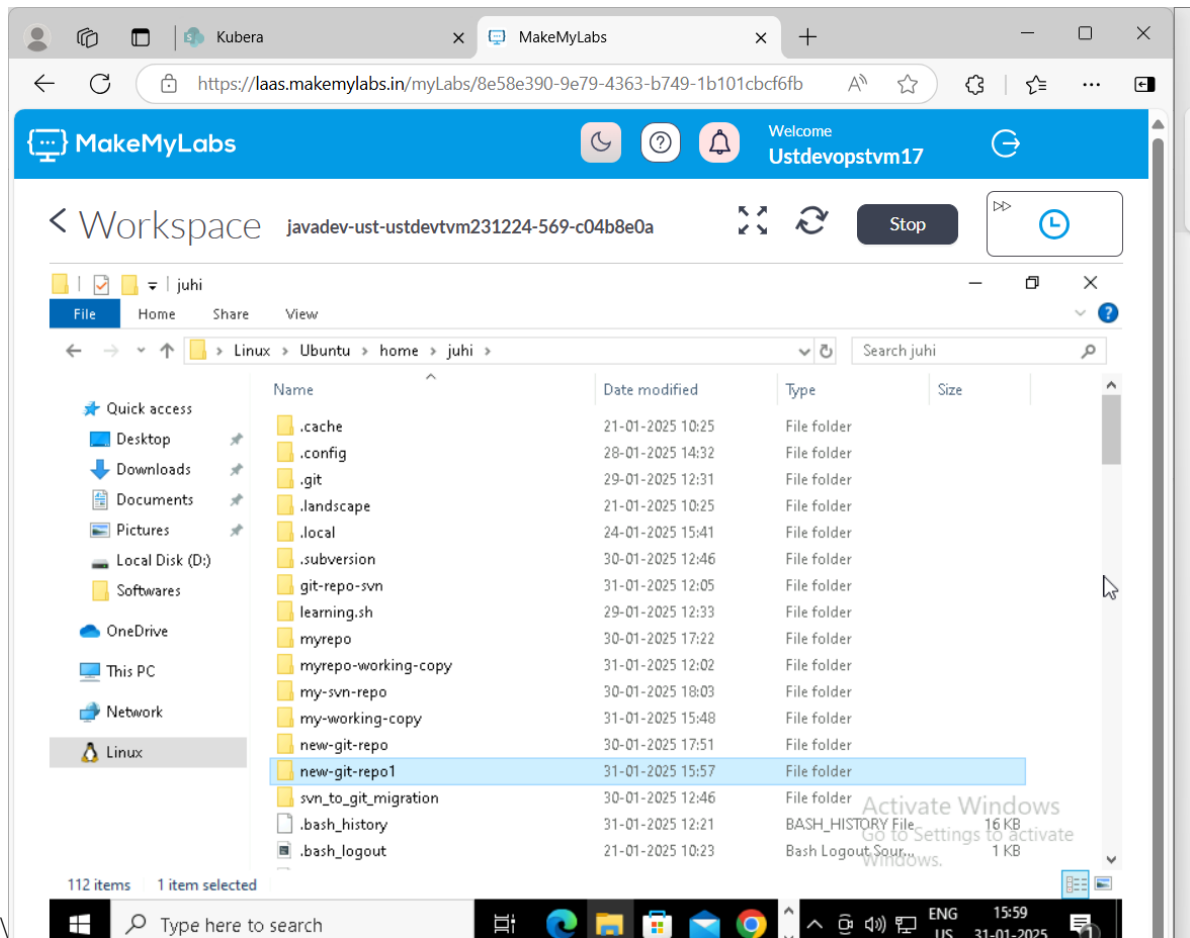 Kubera
MakeMyLabs
https://laas.makemylabs.in/myLabs/8e58e390-9e79-4363-b749-1b101cbcf6fb
MakeMyLabs
Welcome
Ustdevopstvm17
Workspace javadev-ust-ustdevtvm231224-569-c04b8e0a Stop
juhi
File Home Share View
Linux > Ubuntu > home > juhi > Search juhi
Name Date modified Type Size
Quick access
Desktop
Downloads
Documents
Pictures
Local Disk (D:)
Softwares
OneDrive
This PC
Network
Linux
.cache 21-01-2025 10:25 File folder
.config 28-01-2025 14:32 File folder
.git 29-01-2025 12:31 File folder
.landscape 21-01-2025 10:25 File folder
.local 24-01-2025 15:41 File folder
.subversion 30-01-2025 12:46 File folder
git-repo-svn 31-01-2025 12:05 File folder
learning.sh 29-01-2025 12:33 File folder
myrepo 30-01-2025 17:22 File folder
myrepo-working-copy 31-01-2025 12:02 File folder
my-svn-repo 30-01-2025 18:03 File folder
my-working-copy 31-01-2025 15:48 File folder
new-git-repo 30-01-2025 17:51 File folder
new-git-repo1 31-01-2025 15:57 File folder
svn_to_git_migration 30-01-2025 12:46 File folder
.bash_history 31-01-2025 12:21 BASH_HISTORY File 16 KB
.bash_logout 21-01-2025 10:23 Bash Logout Sour... 1 KB
Activate Windows
Go to Settings to activate
Windows.
112 items 1 item selected
\
Type here to search
ENG
US
15:59
31-01-2025
1